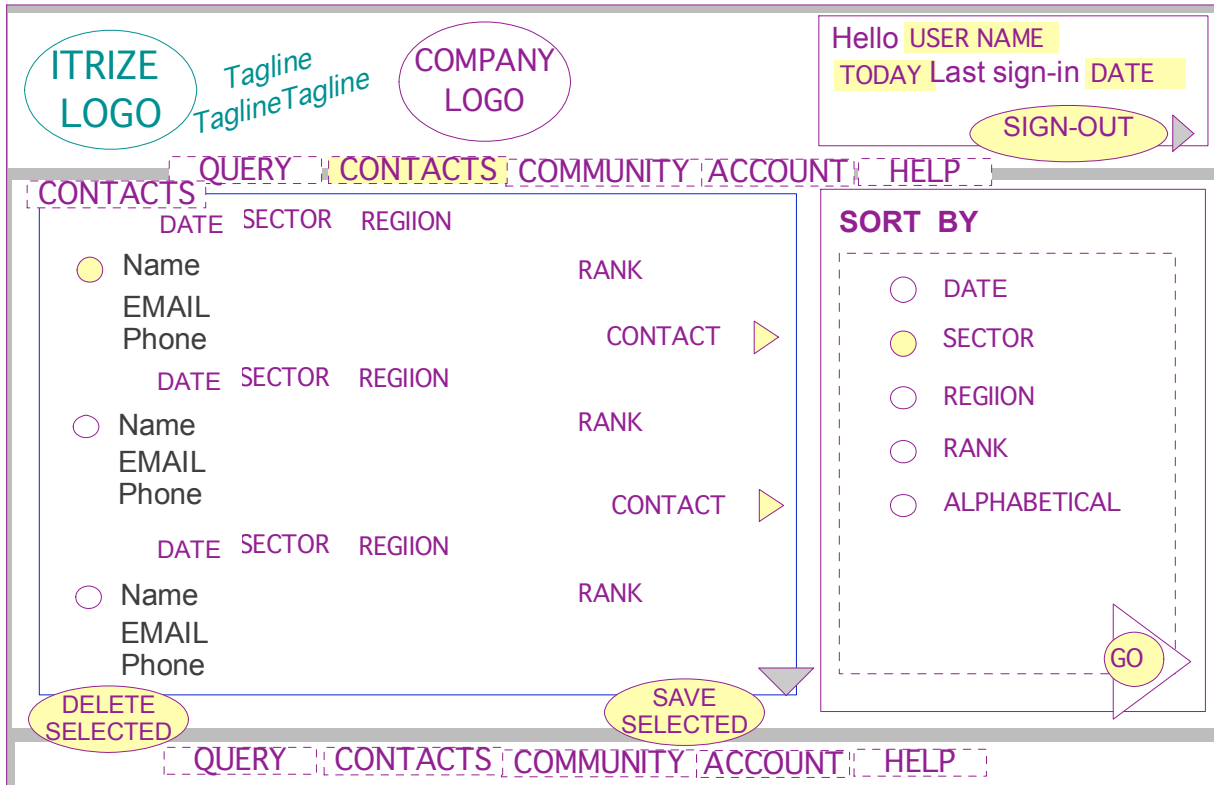 ITRIZE
LOGO
Tagline
TaglineTagline
COMPANY
LOGO
Hello USER NAME
TODAY Last sign-in DATE
SIGN-OUT
QUERY CONTACTS COMMUNITY ACCOUNT HELP
CONTACTS
DATE SECTOR REGIION
Name RANK
EMAIL
Phone CONTACT
DATE SECTOR REGIION
Name RANK
EMAIL
Phone CONTACT
DATE SECTOR REGIION
Name RANK
EMAIL
Phone
DELETE
SELECTED
SAVE
SELECTED
SORT BY
DATE
SECTOR
REGIION
RANK
ALPHABETICAL
GO
QUERY CONTACTS COMMUNITY ACCOUNT HELP